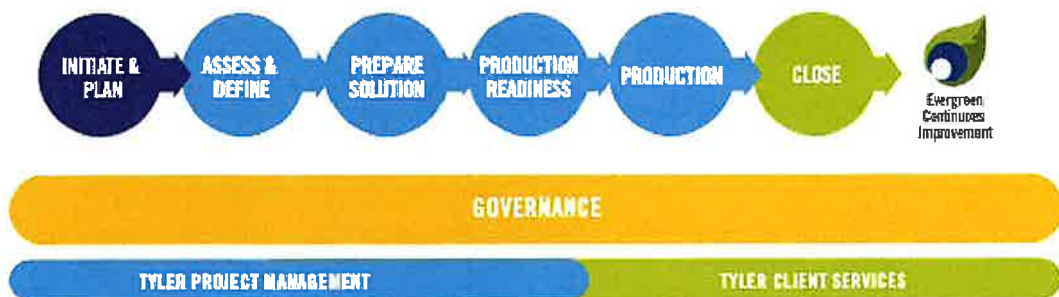 INITIATE &
PLAN
ASSESS &
DEFINE
PREPARE
SOLUTION
PRODUCTION
READINESS
PRODUCTION
CLOSE
Evergreen
Continuous
Improvement
GOVERNANCE
TYLER PROJECT MANAGEMENT
TYLER CLIENT SERVICES